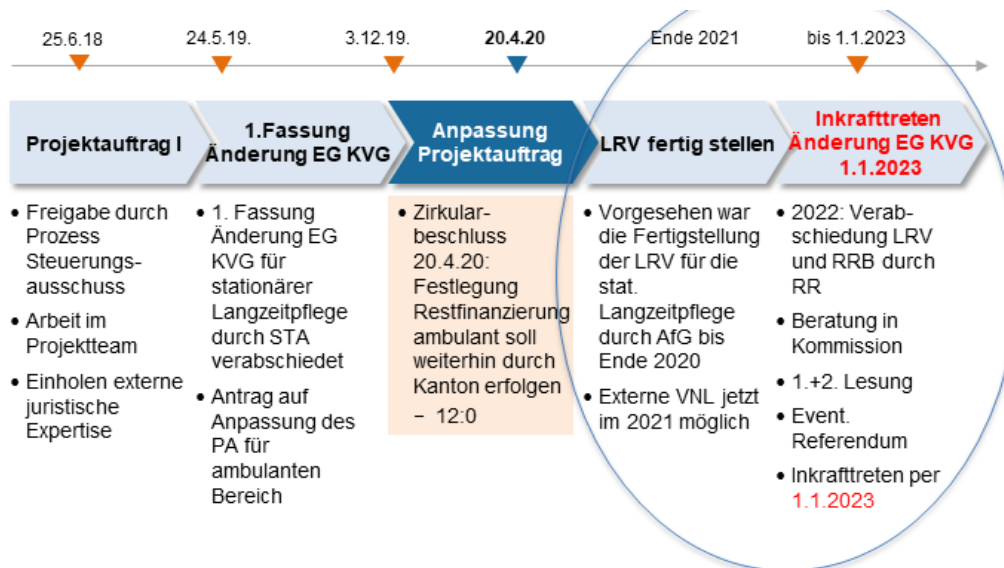 25.6.18
24.5.19.
3.12.19.
20.4.20
Ende 2021
bis 1.1.2023
Projektauftrag I
1.Fassung
Änderung EG KVG
Anpassung
Projektauftrag
LRV fertig stellen
Inkrafttreten
Änderung EG KVG
1.1.2023
• Freigabe durch
Prozess
Steuerungs-
ausschuss
• Arbeit im
Projektteam
• Einholen externe
juristische
Expertise
• 1. Fassung
Änderung EG
KVG für
stationärer
Langzeitpflege
durch STA
verabschiedet
• Antrag auf
Anpassung des
PA für
ambulanten
Bereich
• Zirkular-
beschluss
20.4.20:
Festlegung
Restfinanzierung
ambulant soll
weiterhin durch
Kanton erfolgen
− 12:0
• Vorgesehen war
die Fertigstellung
der LRV für die
stat.
Langzeitpflege
durch AfG bis
Ende 2020
• Externe VNL jetzt
im 2021 möglich
• 2022: Verab-
schiedung LRV
und RRB durch
RR
• Beratung in
Kommission
• 1.+2. Lesung
• Event.
Referendum
• Inkrafttreten per
1.1.2023